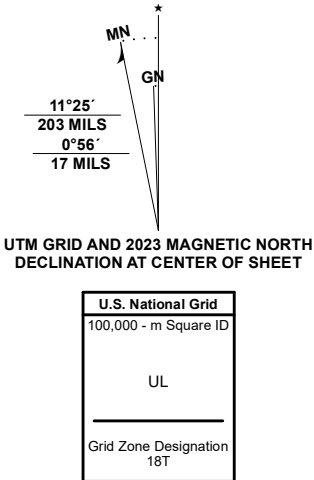 MN
GN
11°25´
203 MILS
0°56´
17 MILS
UTM GRID AND 2023 MAGNETIC NORTH
DECLINATION AT CENTER OF SHEET
U.S. National Grid
100,000 - m Square ID
UL
Grid Zone Designation
18T